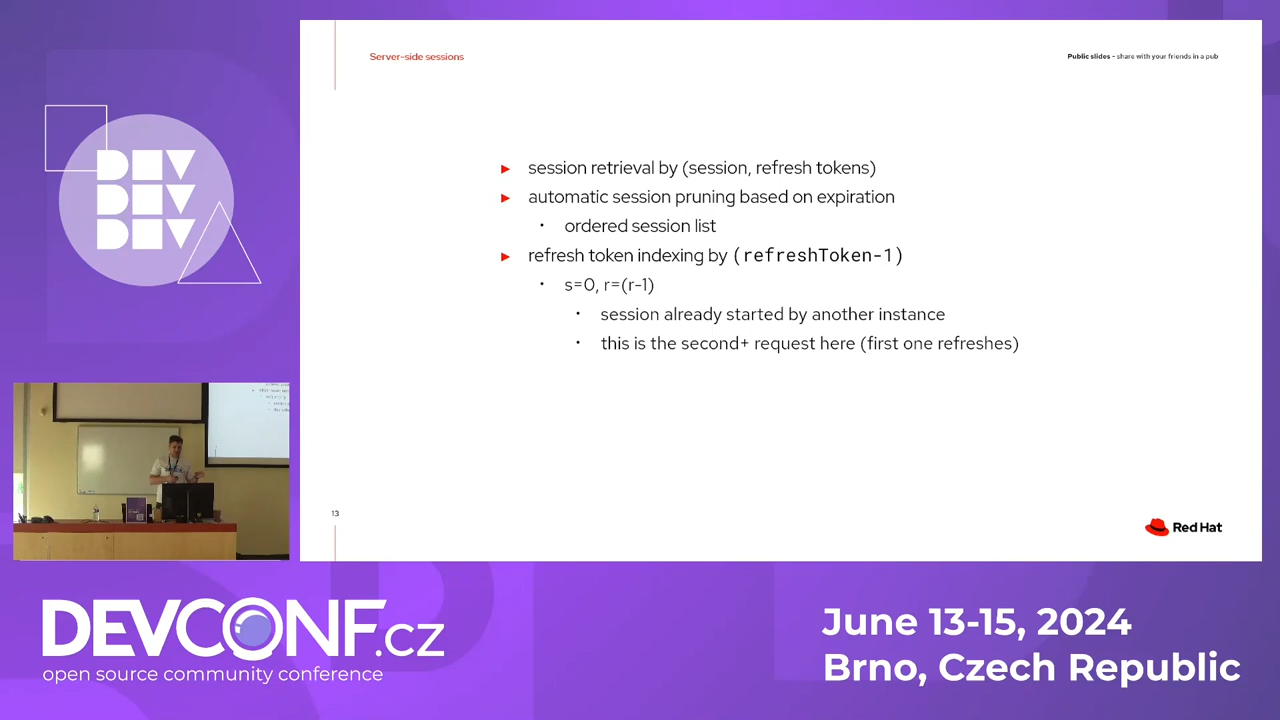 Server-side sessions
Public slides - share with your friends in a pub
DEV
DEV
DEV
session retrieval by (session, refresh tokens)
automatic session pruning based on expiration
ordered session list
refresh token indexing by (refreshToken-1)
s=0, r=(r-1)
session already started by another instance
this is the second+ request here (first one refreshes)
13
Red Hat
DEVCONF.cz
open source community conference
June 13-15, 2024
Brno, Czech Republic